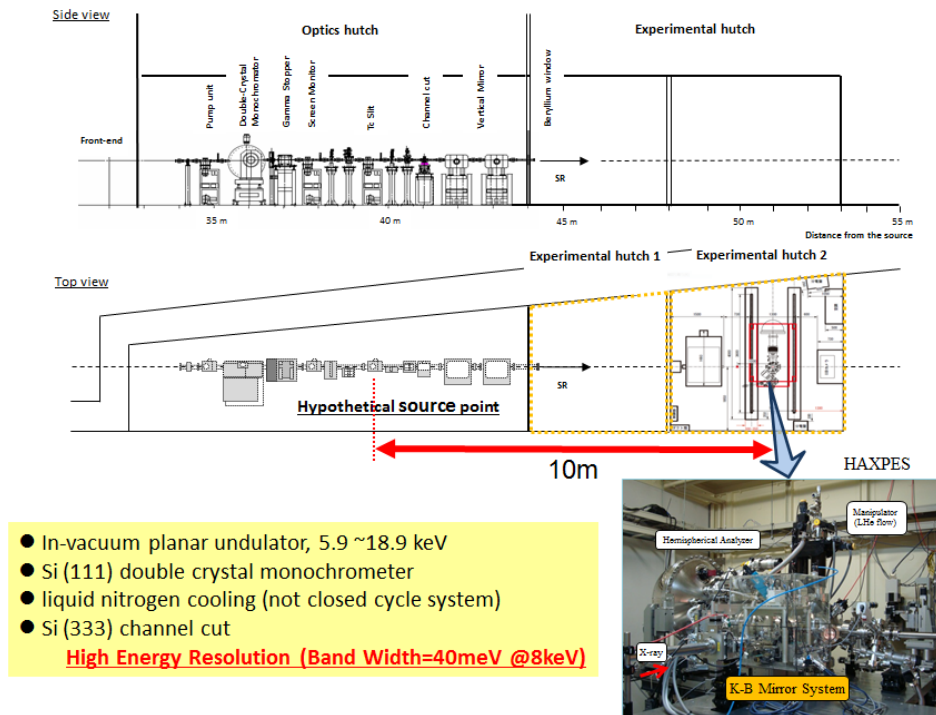 Side view
Optics hutch
Experimental hutch
Pump unit
Double-Crystal
Monochromator
Gamma Stopper
Screen Monitor
Tc Slit
Channel cut
Vertical Mirror
Beryllium window
Front-end
SR
35 m
40 m
45 m
50 m
55 m
Distance from the source
Top view
Experimental hutch 1
Experimental hutch 2
SR
Hypothetical source point
10m
HAXPES
● In-vacuum planar undulator, 5.9 ~18.9 keV
● Si (111) double crystal monochrometer
● liquid nitrogen cooling (not closed cycle system)
● Si (333) channel cut
High Energy Resolution (Band Width=40meV @8keV)
Manipulator
(LHe flow)
Hemispherical Analyzer
X-ray
K-B Mirror System